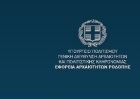 ΥΠΟΥΡΓΕΙΟ ΠΟΛΙΤΙΣΜΟΥ
ΓΕΝΙΚΗ ΔΙΕΥΘΥΝΣΗ ΑΡΧΑΙΟΤΗΤΩΝ
ΚΑΙ ΠΟΛΙΤΙΣΤΙΚΗΣ ΚΛΗΡΟΝΟΜΙΑΣ
ΕΦΟΡΕΙΑ ΑΡΧΑΙΟΤΗΤΩΝ ΡΟΔΟΠΗΣ